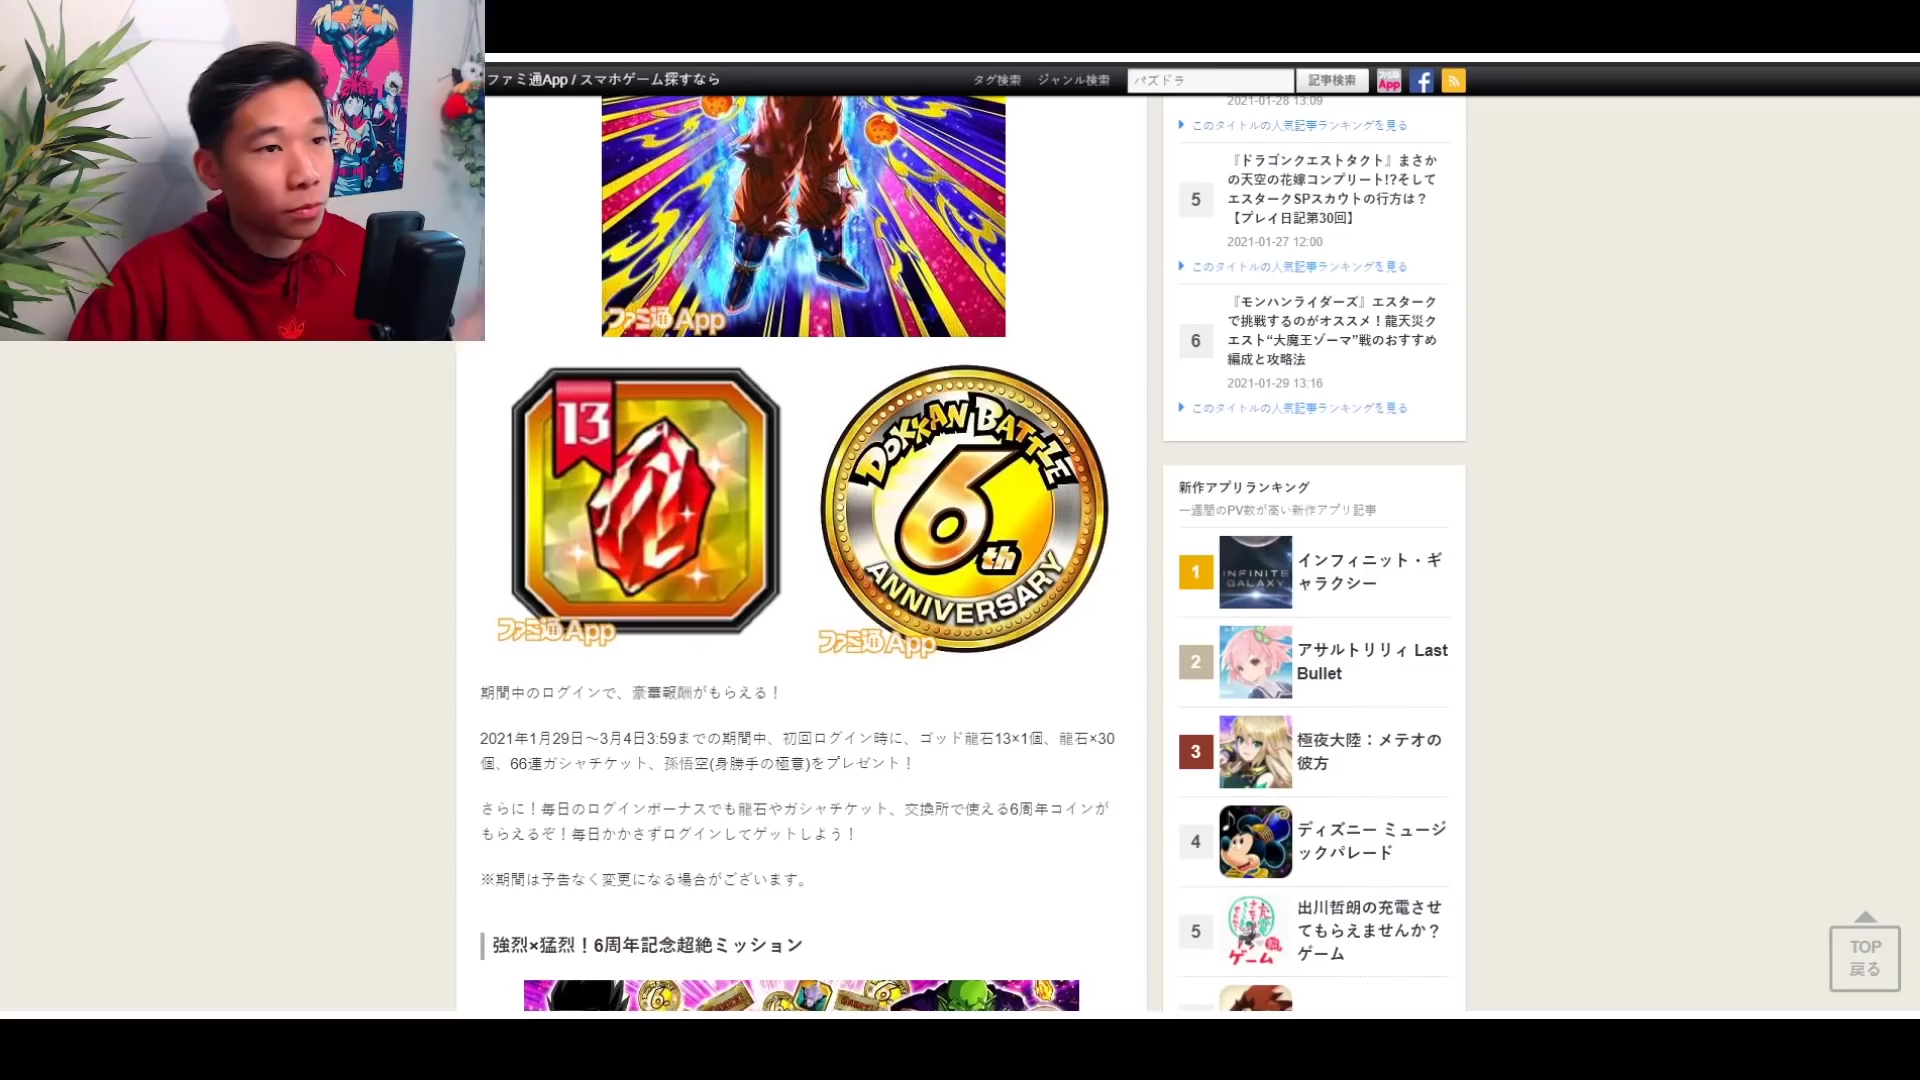 ファミ通App / スマホゲーム探すなら
タグ検索
ジャンル検索
パズドラ
記事検索
ファミ通App
ファミ通App
13
DOKKAN BATTLE
6th
ANNIVERSARY
ファミ通App
ファミ通App
期間中のログインで、豪華報酬がもらえる！
2021年1月29日～3月4日3:59までの期間中、初回ログイン時に、ゴッド龍石13×1個、龍石×30
個、66連ガシャチケット、孫悟空(身勝手の極意)をプレゼント！
さらに！毎日のログインボーナスでも龍石やガシャチケット、交換所で使える6周年コインが
もらえるぞ！毎日かかさずログインしてゲットしよう！
※期間は予告なく変更になる場合がございます。
強烈×猛烈！6周年記念超絶ミッション
2021-01-28 13:09
このタイトルの人気記事ランキングを見る
5
『ドラゴンクエストタクト』まさか
の天空の花嫁コンプリート!?そして
エスタークSPスカウトの行方は？
【プレイ日記第30回】
2021-01-27 12:00
このタイトルの人気記事ランキングを見る
6
『モンハンライダーズ』エスターク
で挑戦するのがオススメ！龍天災ク
エスト“大魔王ゾーマ”戦のおすすめ
編成と攻略法
2021-01-29 13:16
このタイトルの人気記事ランキングを見る
新作アプリランキング
一週間のPV数が高い新作アプリ記事
1
INFINITE
GALAXY
インフィニット・ギ
ャラクシー
2
アサルトリリィ Last
Bullet
3
極夜大陸：メテオの
彼方
4
ディズニー ミュージ
ックパレード
5
ゲーム
出川哲朗の充電させ
てもらえませんか？
ゲーム
TOP
戻る